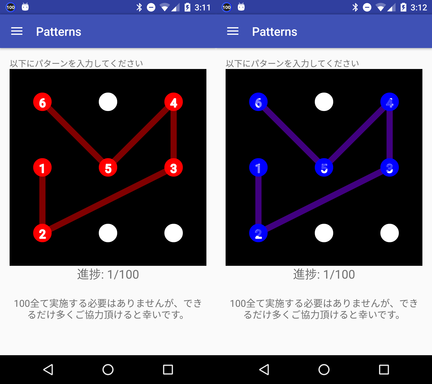 100 3:11
Patterns
以下にパターンを入力してください
6 4
1 5 3
2
進捗: 1/100
100全て実施する必要はありませんが、でき
るだけ多くご協力頂けると幸いです。
100 3:12
Patterns
以下にパターンを入力してください
6 4
1 5 3
2
進捗: 1/100
100全て実施する必要はありませんが、でき
るだけ多くご協力頂けると幸いです。